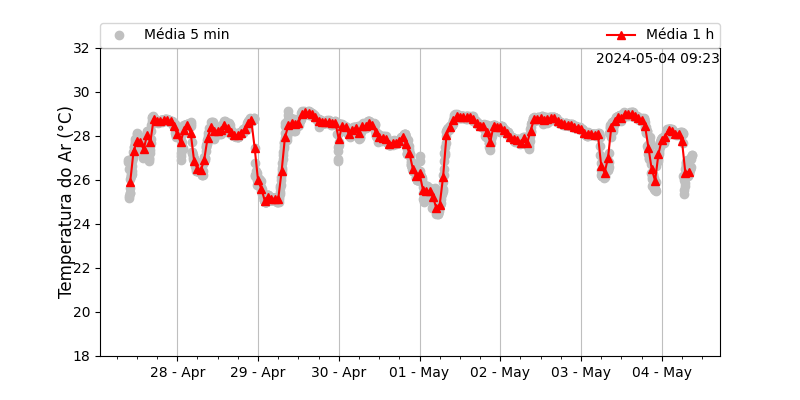 Média 5 min
Média 1 h
2024-05-04 09:23
Temperatura do Ar (°C)
32
30
28
26
24
22
20
18
28 - Apr
29 - Apr
30 - Apr
01 - May
02 - May
03 - May
04 - May